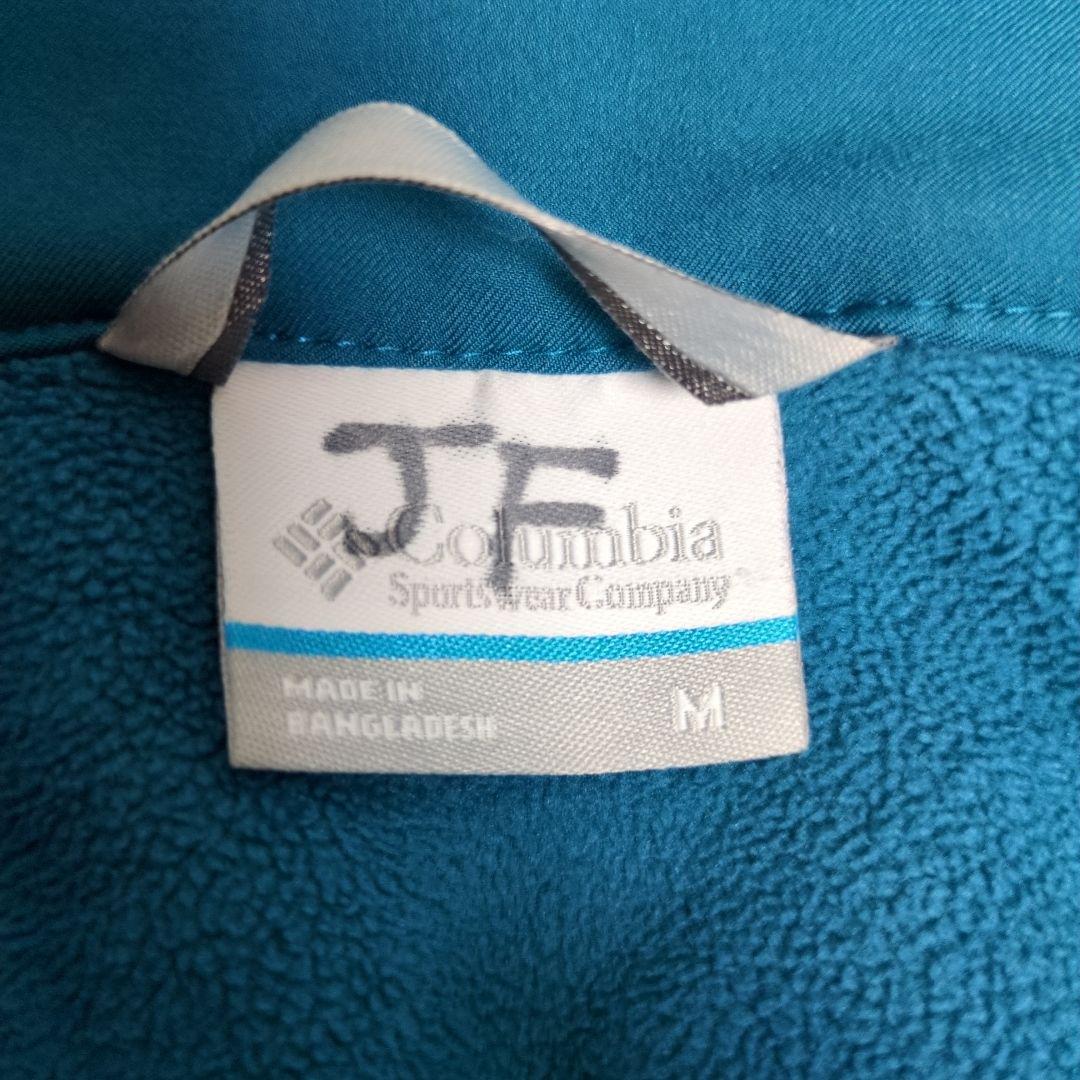 JF
Columbia
Sportswear Company
MADE IN
BANGLADESH
M